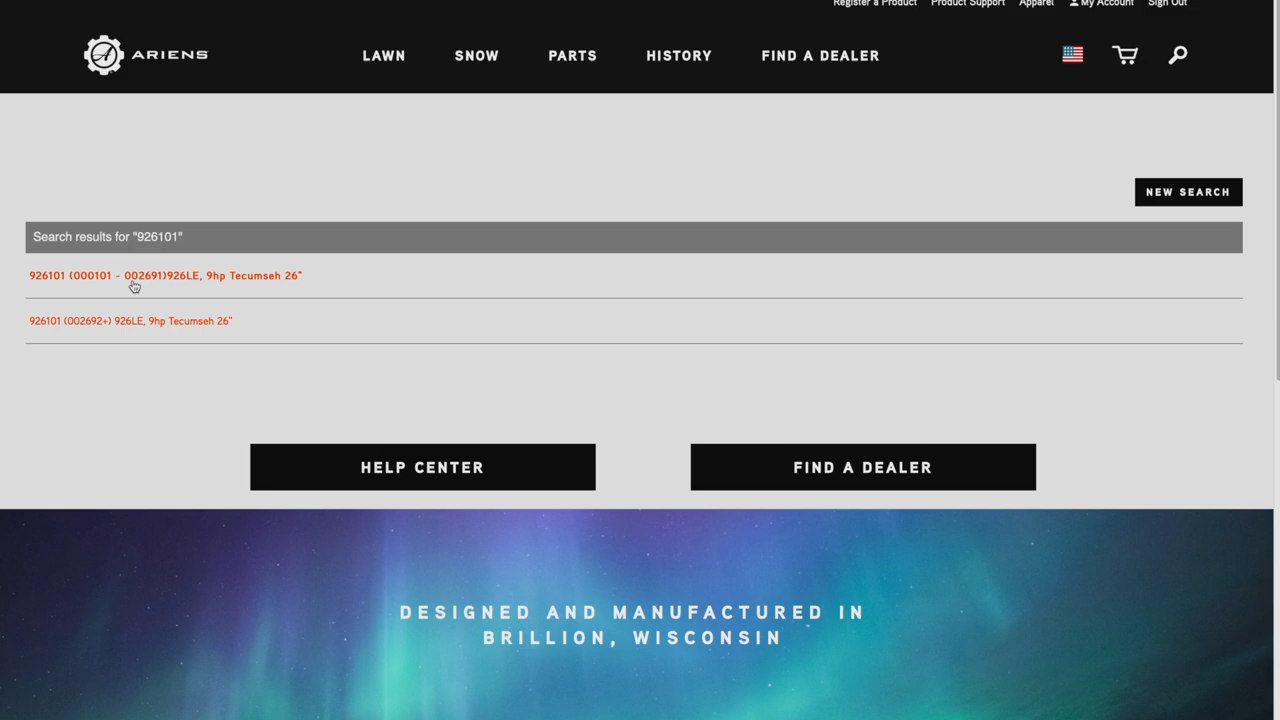 Register a Product Product Support Apparel My Account Sign Out
ARIENS
LAWN SNOW PARTS HISTORY FIND A DEALER
NEW SEARCH
Search results for "926101"
926101 (000101 - 002691)926LE, 9hp Tecumseh 26"
926101 (002692+) 926LE, 9hp Tecumseh 26"
HELP CENTER FIND A DEALER
DESIGNED AND MANUFACTURED IN
BRILLION, WISCONSIN